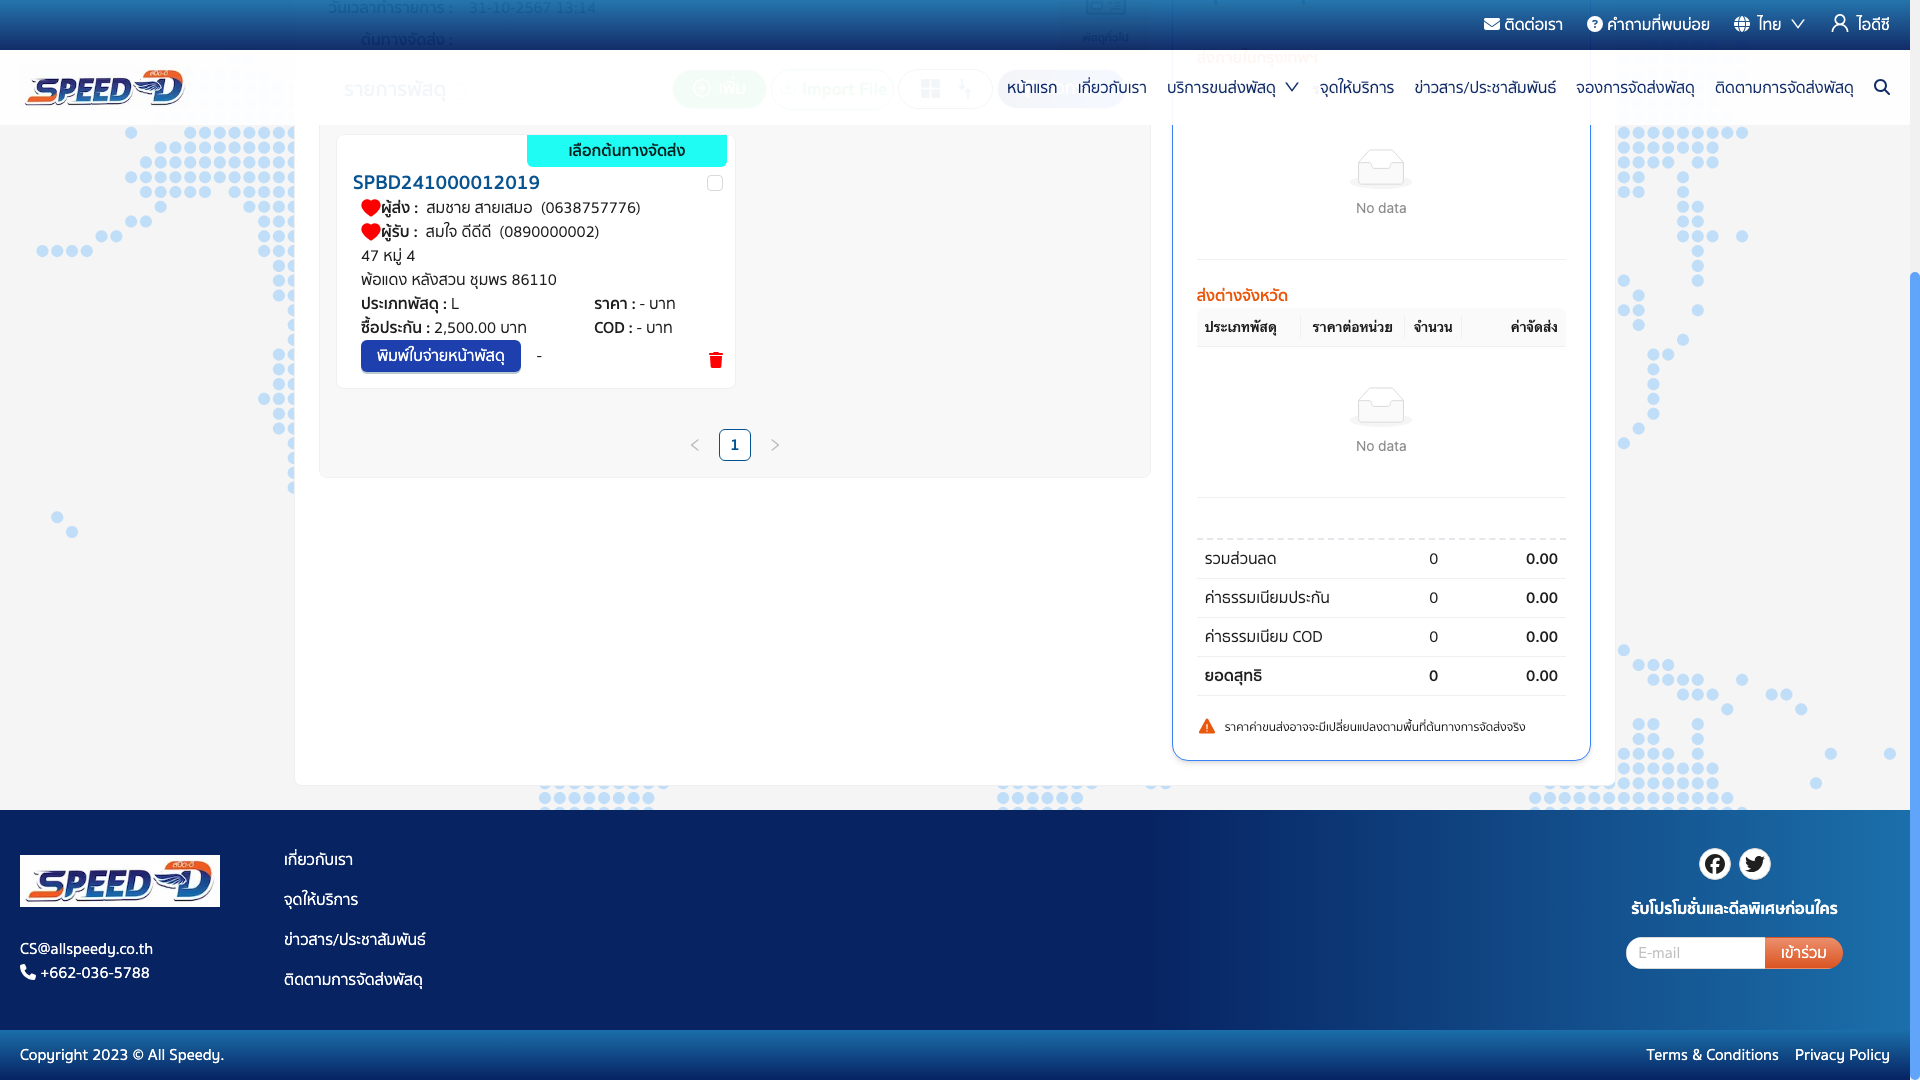 ติดต่อเรา คำถามที่พบบ่อย ไทย ไอดีซี
วันเวลาทำรายการ : 31-10-2567 13:14
ต้นทางจัดส่ง :
SPEED-D สปีด-ดี
หน้าแรก เกี่ยวกับเรา บริการขนส่งพัสดุ จุดให้บริการ ข่าวสาร/ประชาสัมพันธ์ จองการจัดส่งพัสดุ ติดตามการจัดส่งพัสดุ
รายการพัสดุ เพิ่ม Import File
เลือกต้นทางจัดส่ง
SPBD241000012019
ผู้ส่ง : สมชาย สายเสมอ (0638757776)
ผู้รับ : สมใจ ดีดีดี (0890000002)
47 หมู่ 4
พ้อแดง หลังสวน ชุมพร 86110
ประเภทพัสดุ : L ราคา : - บาท
ซื้อประกัน : 2,500.00 บาท COD : - บาท
พิมพ์ใบจ่ายหน้าพัสดุ -
1
No data
ส่งต่างจังหวัด
ประเภทพัสดุ ราคาต่อหน่วย จำนวน ค่าจัดส่ง
No data
รวมส่วนลด 0 0.00
ค่าธรรมเนียมประกัน 0 0.00
ค่าธรรมเนียม COD 0 0.00
ยอดสุทธิ 0 0.00
ราคาค่าขนส่งอาจจะมีเปลี่ยนแปลงตามพื้นที่ต้นทางการจัดส่งจริง
SPEED-D สปีด-ดี
CS@allspeedy.co.th
+662-036-5788
เกี่ยวกับเรา
จุดให้บริการ
ข่าวสาร/ประชาสัมพันธ์
ติดตามการจัดส่งพัสดุ
รับโปรโมชั่นและดีลพิเศษก่อนใคร
E-mail เข้าร่วม
Copyright 2023 © All Speedy.
Terms & Conditions Privacy Policy